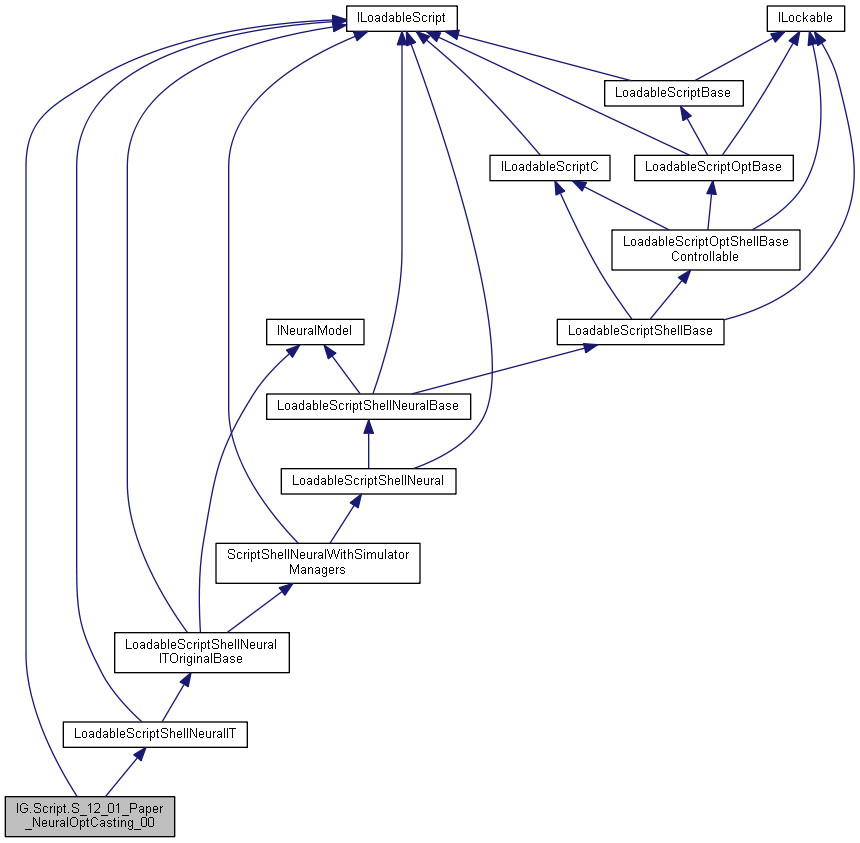 ILoadableScript
ILockable
LoadableScriptBase
ILoadableScriptC
LoadableScriptOptBase
LoadableScriptOptShellBase
Controllable
INeuralModel
LoadableScriptShellBase
LoadableScriptShellNeuralBase
LoadableScriptShellNeural
ScriptShellNeuralWithSimulator
Managers
LoadableScriptShellNeural
ITOriginalBase
LoadableScriptShellNeuralIT
IG.Script.S_12_01_Paper
_NeuralOptCasting_00